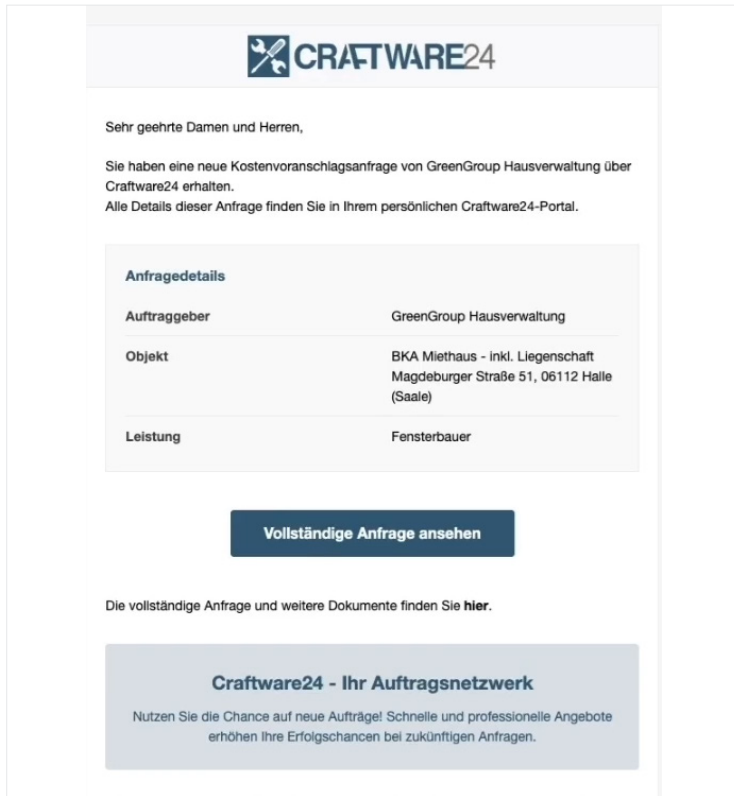 CRAFTWARE24
Sehr geehrte Damen und Herren,
Sie haben eine neue Kostenvoranschlagsanfrage von GreenGroup Hausverwaltung über
Craftware24 erhalten.
Alle Details dieser Anfrage finden Sie in Ihrem persönlichen Craftware24-Portal.
Anfragedetails
Auftraggeber GreenGroup Hausverwaltung
Objekt BKA Miethaus - inkl. Liegenschaft
Magdeburger Straße 51, 06112 Halle
(Saale)
Leistung Fensterbauer
Vollständige Anfrage ansehen
Die vollständige Anfrage und weitere Dokumente finden Sie hier.
Craftware24 - Ihr Auftragsnetzwerk
Nutzen Sie die Chance auf neue Aufträge! Schnelle und professionelle Angebote
erhöhen Ihre Erfolgschancen bei zukünftigen Anfragen.